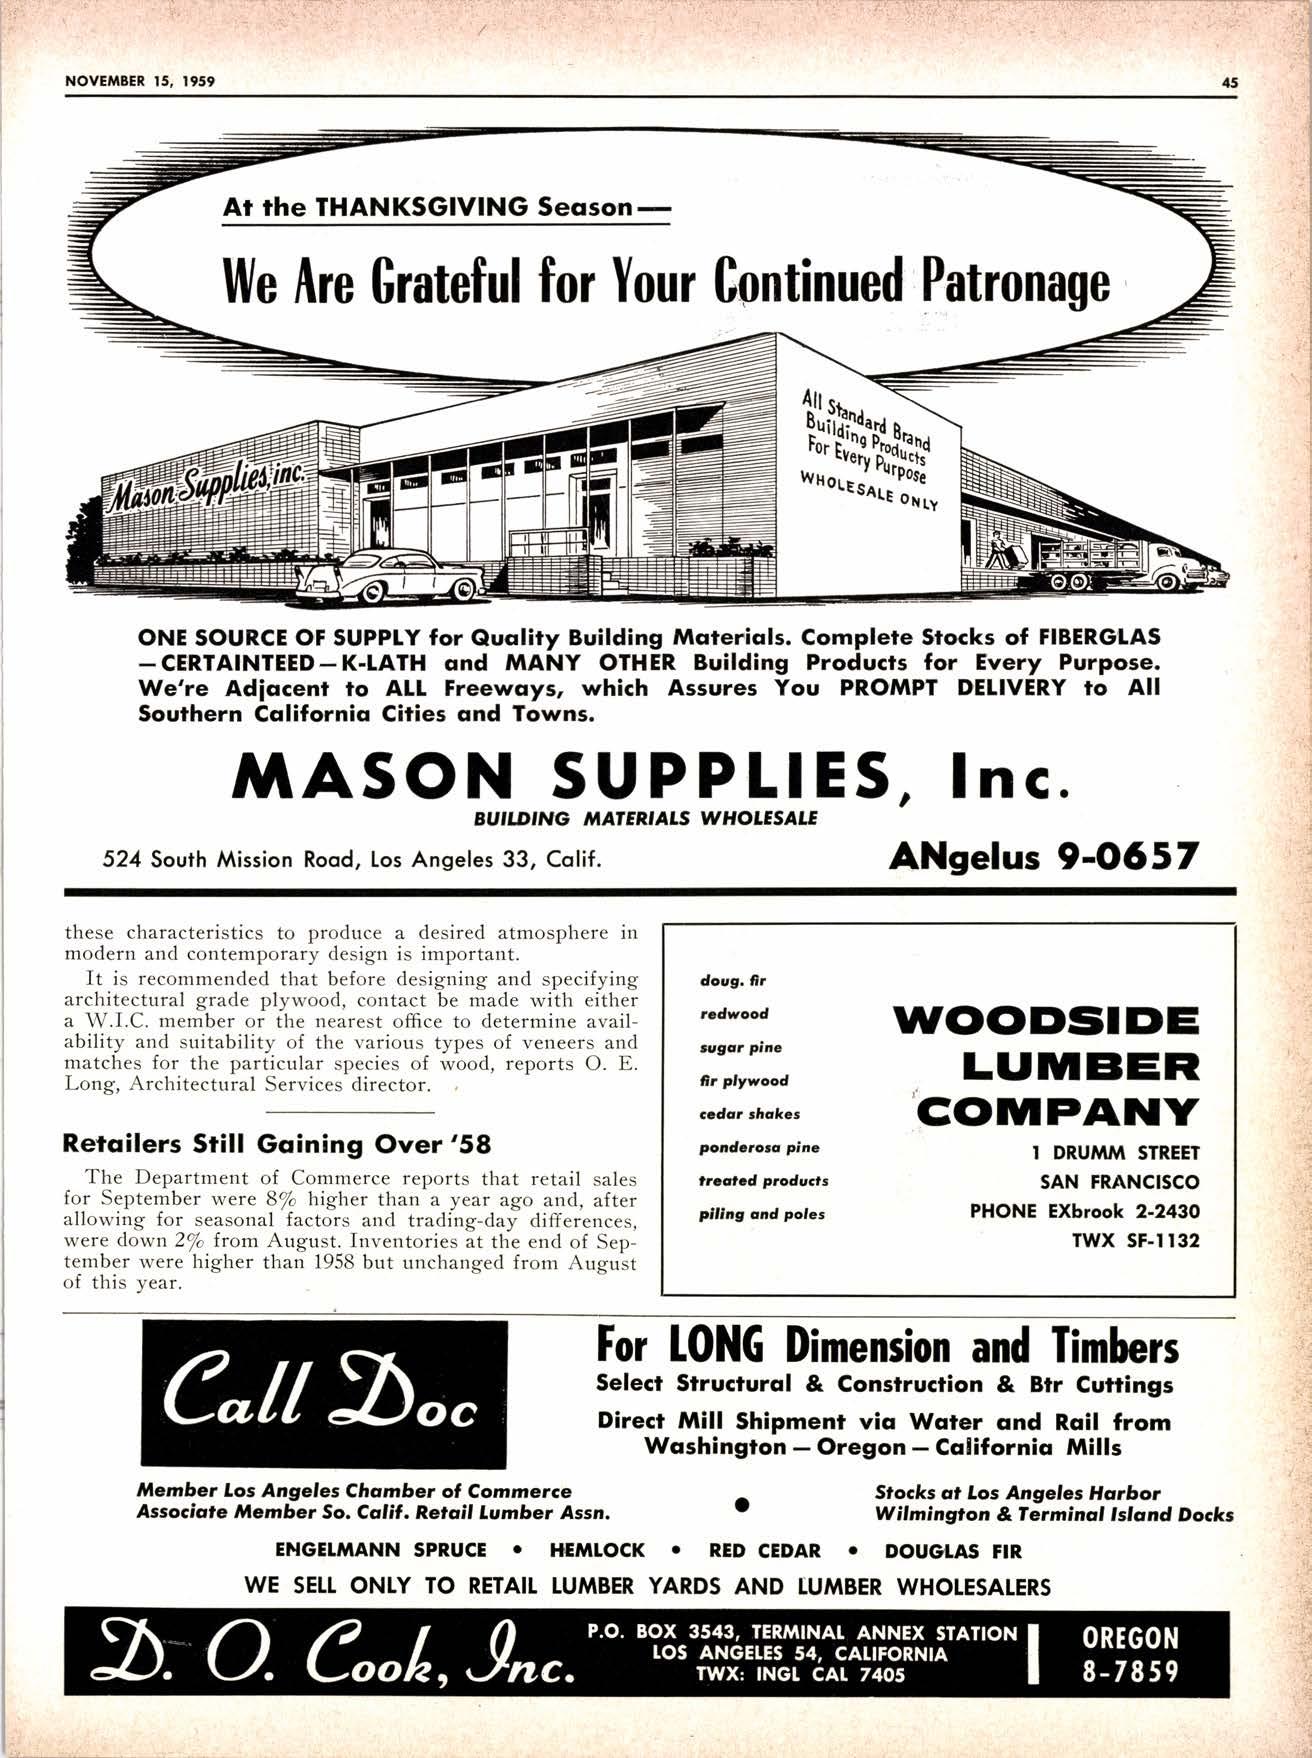 NOVEMBER 15, 1959
45
At the THANKSGIVING Season—
We Are Grateful for Your Continued Patronage
Mason Supplies, inc.
All Standard Brand
Building Products
For Every Purpose
WHOLESALE ONLY
ONE SOURCE OF SUPPLY for Quality Building Materials. Complete Stocks of FIBERGLAS
—CERTAINTEED—K-LATH and MANY OTHER Building Products for Every Purpose.
We're Adjacent to ALL Freeways, which Assures You PROMPT DELIVERY to All
Southern California Cities and Towns.
MASON SUPPLIES, Inc.
BUILDING MATERIALS WHOLESALE
524 South Mission Road, Los Angeles 33, Calif.
ANgelus 9-0657
these characteristics to produce a desired atmosphere in
modern and contemporary design is important.
It is recommended that before designing and specifying
architectural grade plywood, contact be made with either
a W.I.C. member or the nearest office to determine avail-
ability and suitability of the various types of veneers and
matches for the particular species of wood, reports O. E.
Long, Architectural Services director.
Retailers Still Gaining Over '58
The Department of Commerce reports that retail sales
for September were 8% higher than a year ago and, after
allowing for seasonal factors and trading-day differences,
were down 2% from August. Inventories at the end of Sep-
tember were higher than 1958 but unchanged from August
of this year.
doug. fir
redwood
sugar pine
fir plywood
cedar shakes
ponderosa pine
treated products
piling and poles
WOODSIDE
LUMBER
COMPANY
1 DRUMM STREET
SAN FRANCISCO
PHONE EXbrook 2-2430
TWX SF-1132
Call Doc
For LONG Dimension and Timbers
Select Structural & Construction & Btr Cuttings
Direct Mill Shipment via Water and Rail from
Washington — Oregon — California Mills
Member Los Angeles Chamber of Commerce
Associate Member So. Calif. Retail Lumber Assn.
•
Stocks at Los Angeles Harbor
Wilmington & Terminal Island Docks
ENGELMANN SPRUCE • HEMLOCK • RED CEDAR • DOUGLAS FIR
WE SELL ONLY TO RETAIL LUMBER YARDS AND LUMBER WHOLESALERS
D. O. Cook, Inc.
P.O. BOX 3543, TERMINAL ANNEX STATION
LOS ANGELES 54, CALIFORNIA
TWX: INGL CAL 7405
OREGON
8-7859